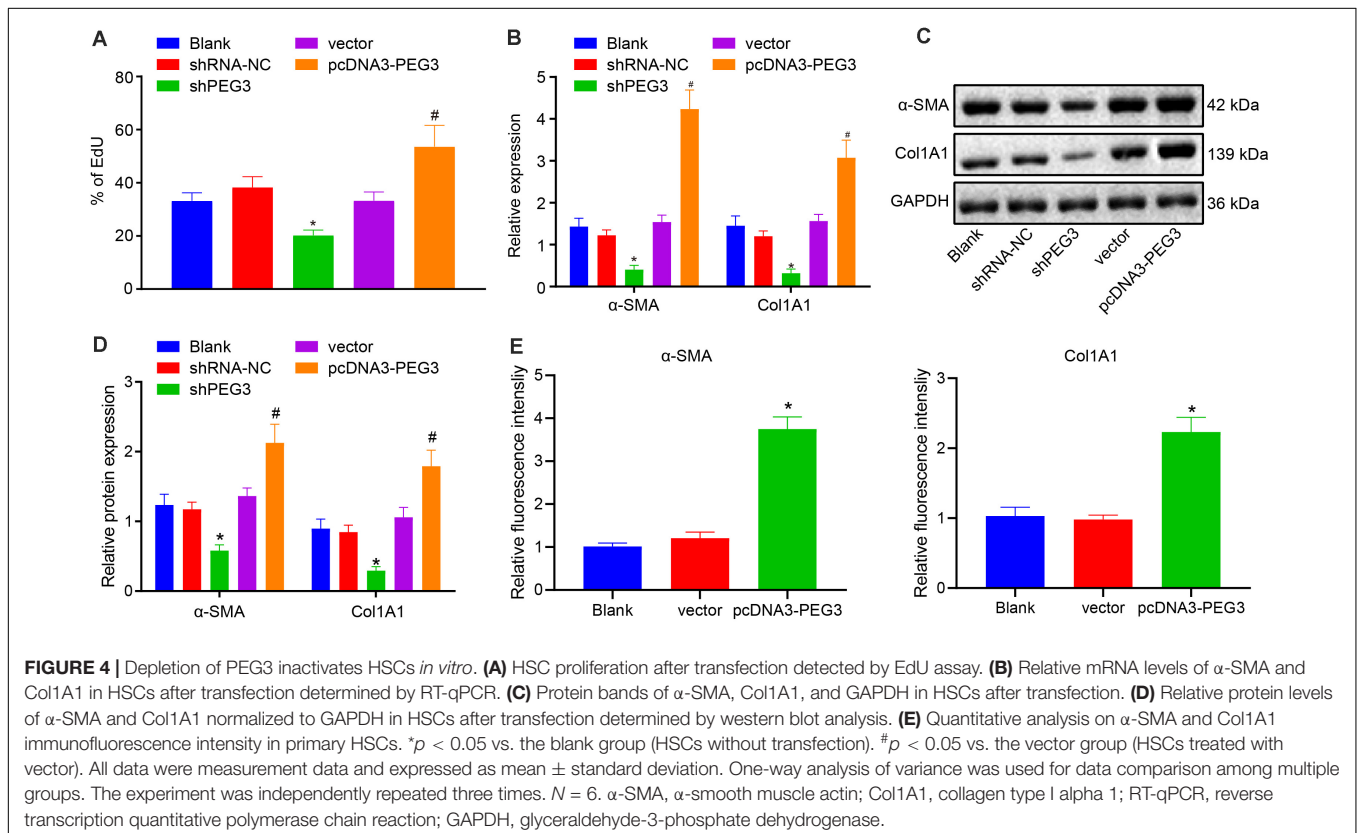 A
Blank
shRNA-NC
shPEG3
vector
pcDNA3-PEG3
% of EdU
80
60
40
20
0
*
#
B
Blank
shRNA-NC
shPEG3
vector
pcDNA3-PEG3
Relative expression
5
4
3
2
1
0
*
#
*
#
α-SMA
Col1A1
C
α-SMA
42 kDa
Col1A1
139 kDa
GAPDH
36 kDa
Blank
shRNA-NC
shPEG3
vector
pcDNA3-PEG3
D
Blank
shRNA-NC
shPEG3
vector
pcDNA3-PEG3
Relative protein expression
3
2
1
0
*
#
*
#
α-SMA
Col1A1
E
α-SMA
Relative fluorescence intensliy
5
4
3
2
1
0
*
Blank
vector
pcDNA3-PEG3
Col1A1
Relative fluorescence intensliy
3
2
1
0
*
Blank
vector
pcDNA3-PEG3
FIGURE 4 | Depletion of PEG3 inactivates HSCs in vitro. (A) HSC proliferation after transfection detected by EdU assay. (B) Relative mRNA levels of α-SMA and
Col1A1 in HSCs after transfection determined by RT-qPCR. (C) Protein bands of α-SMA, Col1A1, and GAPDH in HSCs after transfection. (D) Relative protein levels
of α-SMA and Col1A1 normalized to GAPDH in HSCs after transfection determined by western blot analysis. (E) Quantitative analysis on α-SMA and Col1A1
immunofluorescence intensity in primary HSCs. *p < 0.05 vs. the blank group (HSCs without transfection). #p < 0.05 vs. the vector group (HSCs treated with
vector). All data were measurement data and expressed as mean ± standard deviation. One-way analysis of variance was used for data comparison among multiple
groups. The experiment was independently repeated three times. N = 6. α-SMA, α-smooth muscle actin; Col1A1, collagen type I alpha 1; RT-qPCR, reverse
transcription quantitative polymerase chain reaction; GAPDH, glyceraldehyde-3-phosphate dehydrogenase.